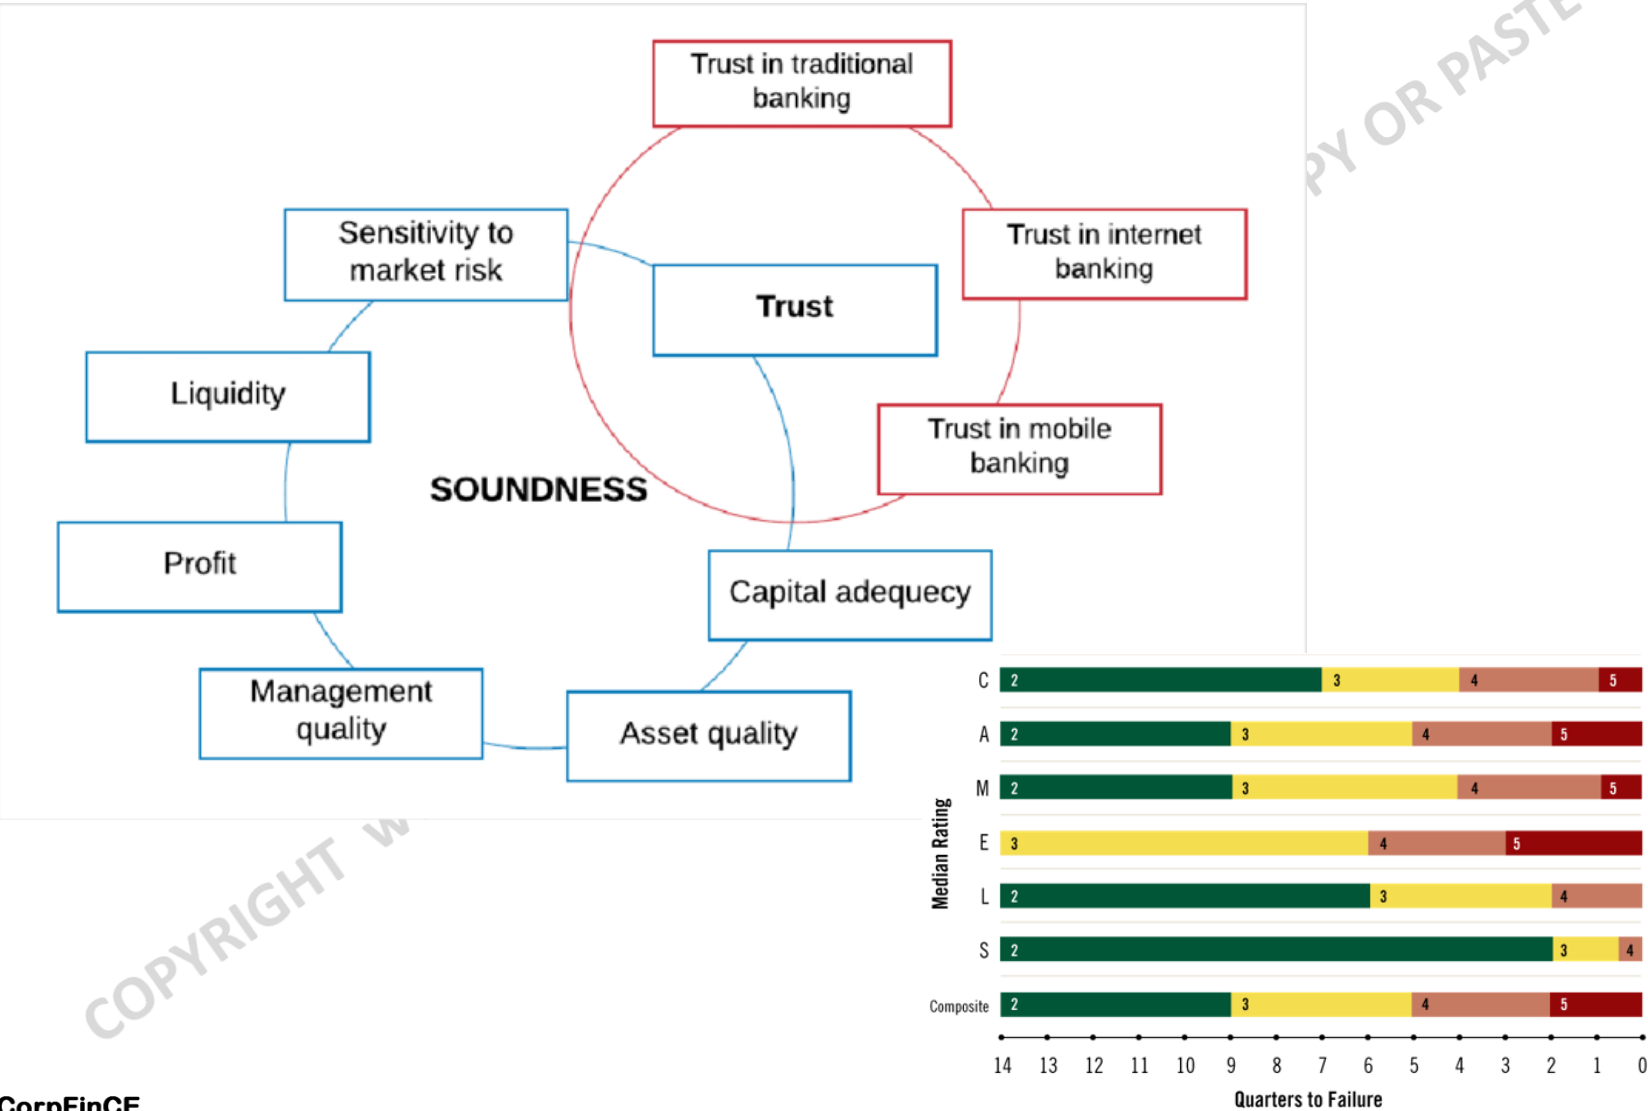 PY OR PASTE
Trust in traditional
banking
Sensitivity to
market risk
Trust in internet
banking
Trust
Liquidity
Trust in mobile
banking
SOUNDNESS
Profit
Capital adequecy
Management
quality
Asset quality
COPYRIGHT
Median Rating
C 2 3 4 5
A 2 3 4 5
M 2 3 4 5
E 3 4 5
L 2 3 4
S 2 3 4
Composite 2 3 4 5
14 13 12 11 10 9 8 7 6 5 4 3 2 1 0
Quarters to Failure
CorpFinCE